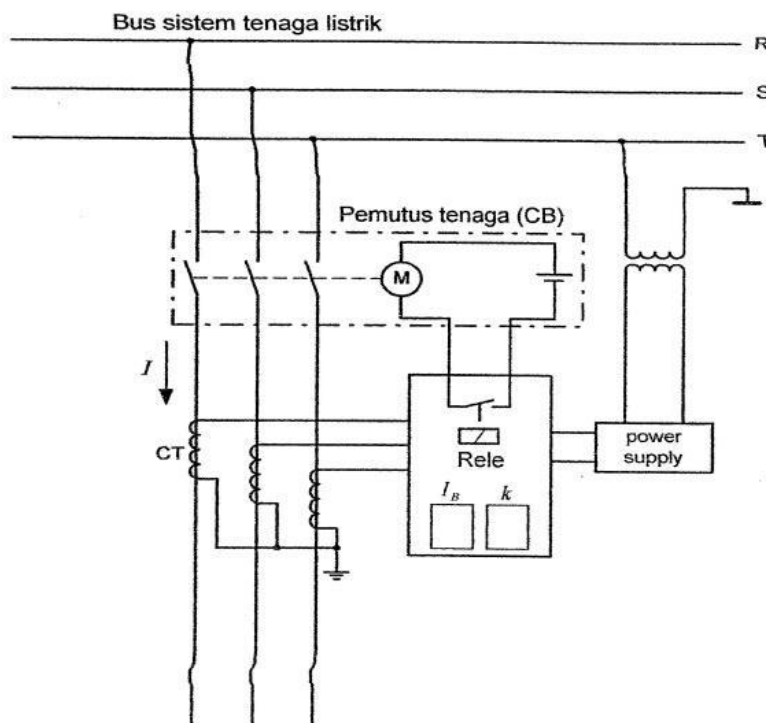 Bus sistem tenaga listrik
R
S
T
Pemutus tenaga (CB)
M
I
CT
Rele
power
supply
I_B
k